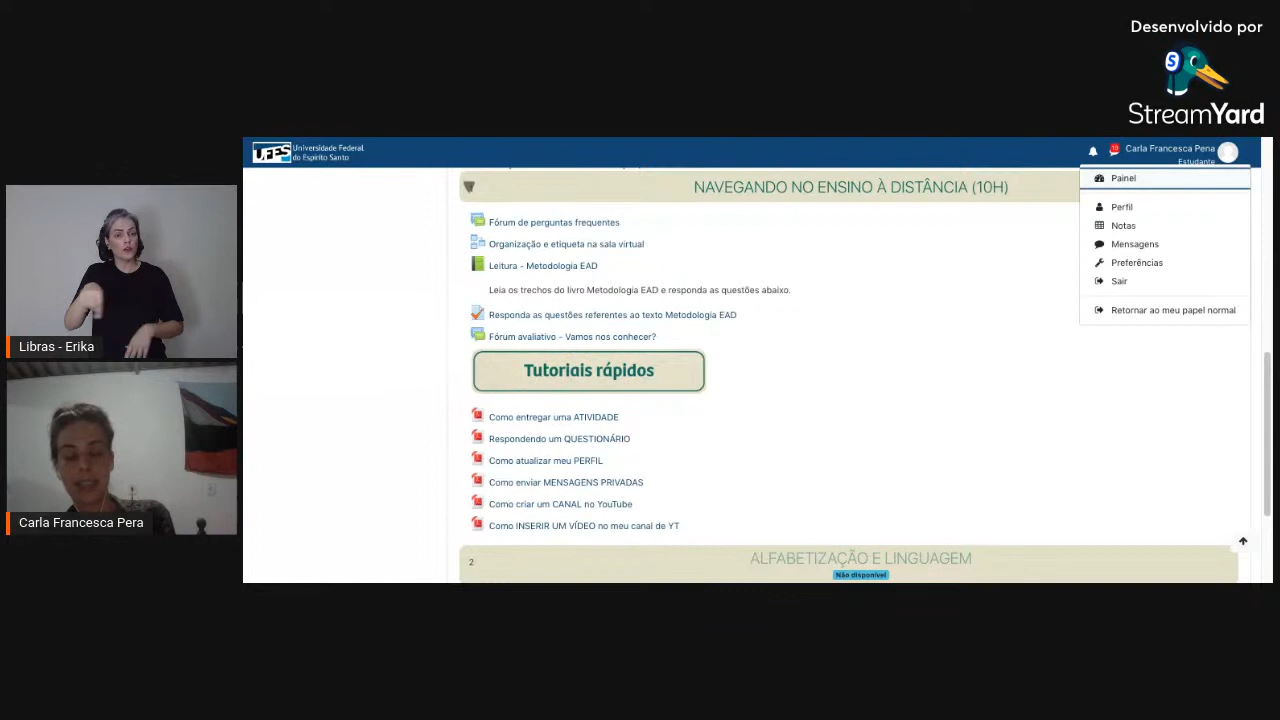 Desenvolvido por
StreamYard
UFES
Universidade Federal
do Espírito Santo
10
Carla Francesca Pena
Estudante
NAVEGANDO NO ENSINO À DISTÂNCIA (10H)
Painel
Perfil
Notas
Mensagens
Preferências
Sair
Retornar ao meu papel normal
Fórum de perguntas frequentes
Organização e etiqueta na sala virtual
Leitura - Metodologia EAD
Leia os trechos do livro Metodologia EAD e responda as questões abaixo.
Responda as questões referentes ao texto Metodologia EAD
Fórum avaliativo - Vamos nos conhecer?
Tutoriais rápidos
Como entregar uma ATIVIDADE
Respondendo um QUESTIONÁRIO
Como atualizar meu PERFIL
Como enviar MENSAGENS PRIVADAS
Como criar um CANAL no YouTube
Como INSERIR UM VÍDEO no meu canal de YT
2
ALFABETIZAÇÃO E LINGUAGEM
Não disponível
Libras - Erika
Carla Francesca Pera